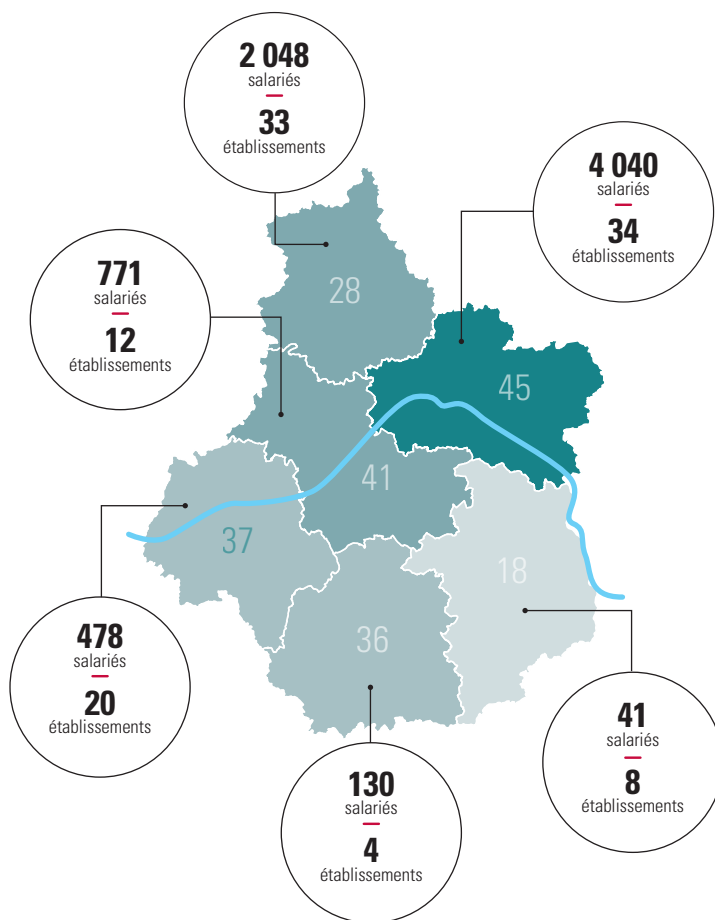 2 048
salariés
33
établissements
4 040
salariés
34
établissements
771
salariés
12
établissements
28
45
41
37
18
36
478
salariés
20
établissements
41
salariés
8
établissements
130
salariés
4
établissements